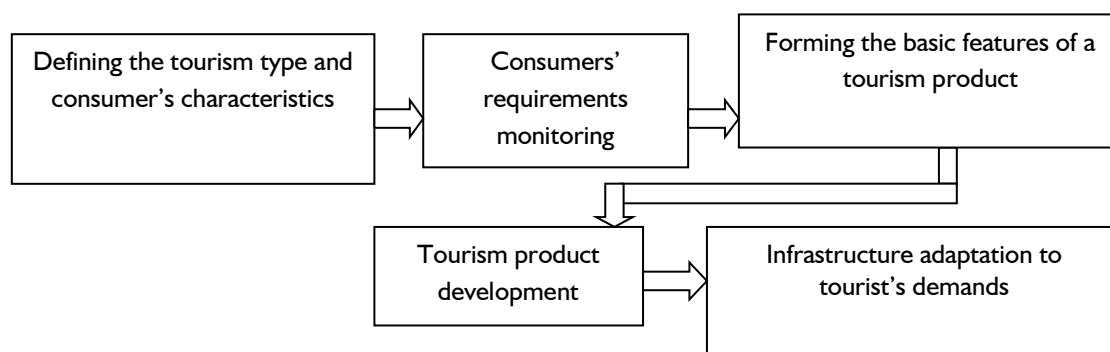 Defining the tourism type and
consumer’s characteristics
Consumers’
requirements
monitoring
Forming the basic features of a
tourism product
Tourism product
development
Infrastructure adaptation to
tourist’s demands